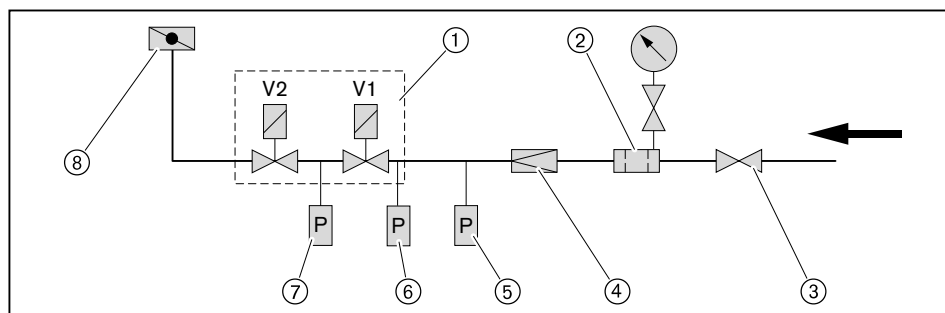 ① ②
V2 V1
⑧
P P P
⑦ ⑥ ⑤ ④ ③